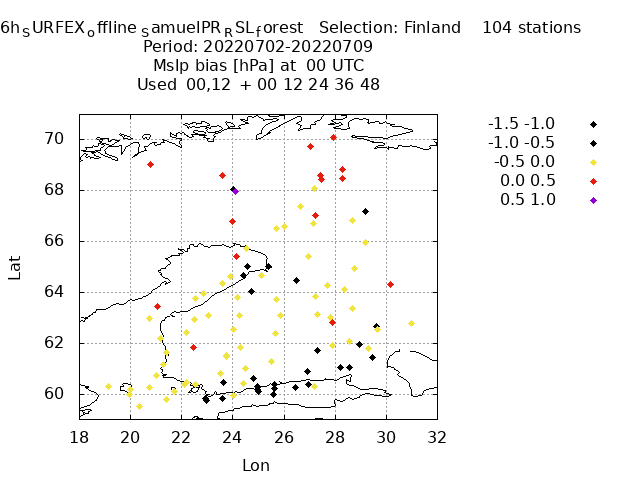 6hSURFEXoffline SamuelPRRSLforest   Selection: Finland    104 stations
Period: 20220702-20220709
Mslp bias [hPa] at  00 UTC
Used  00,12  + 00 12 24 36 48
-1.5 -1.0
-1.0 -0.5
-0.5 0.0
0.0 0.5
0.5 1.0
70
68
66
64
62
60
Lat
18 20 22 24 26 28 30 32
Lon